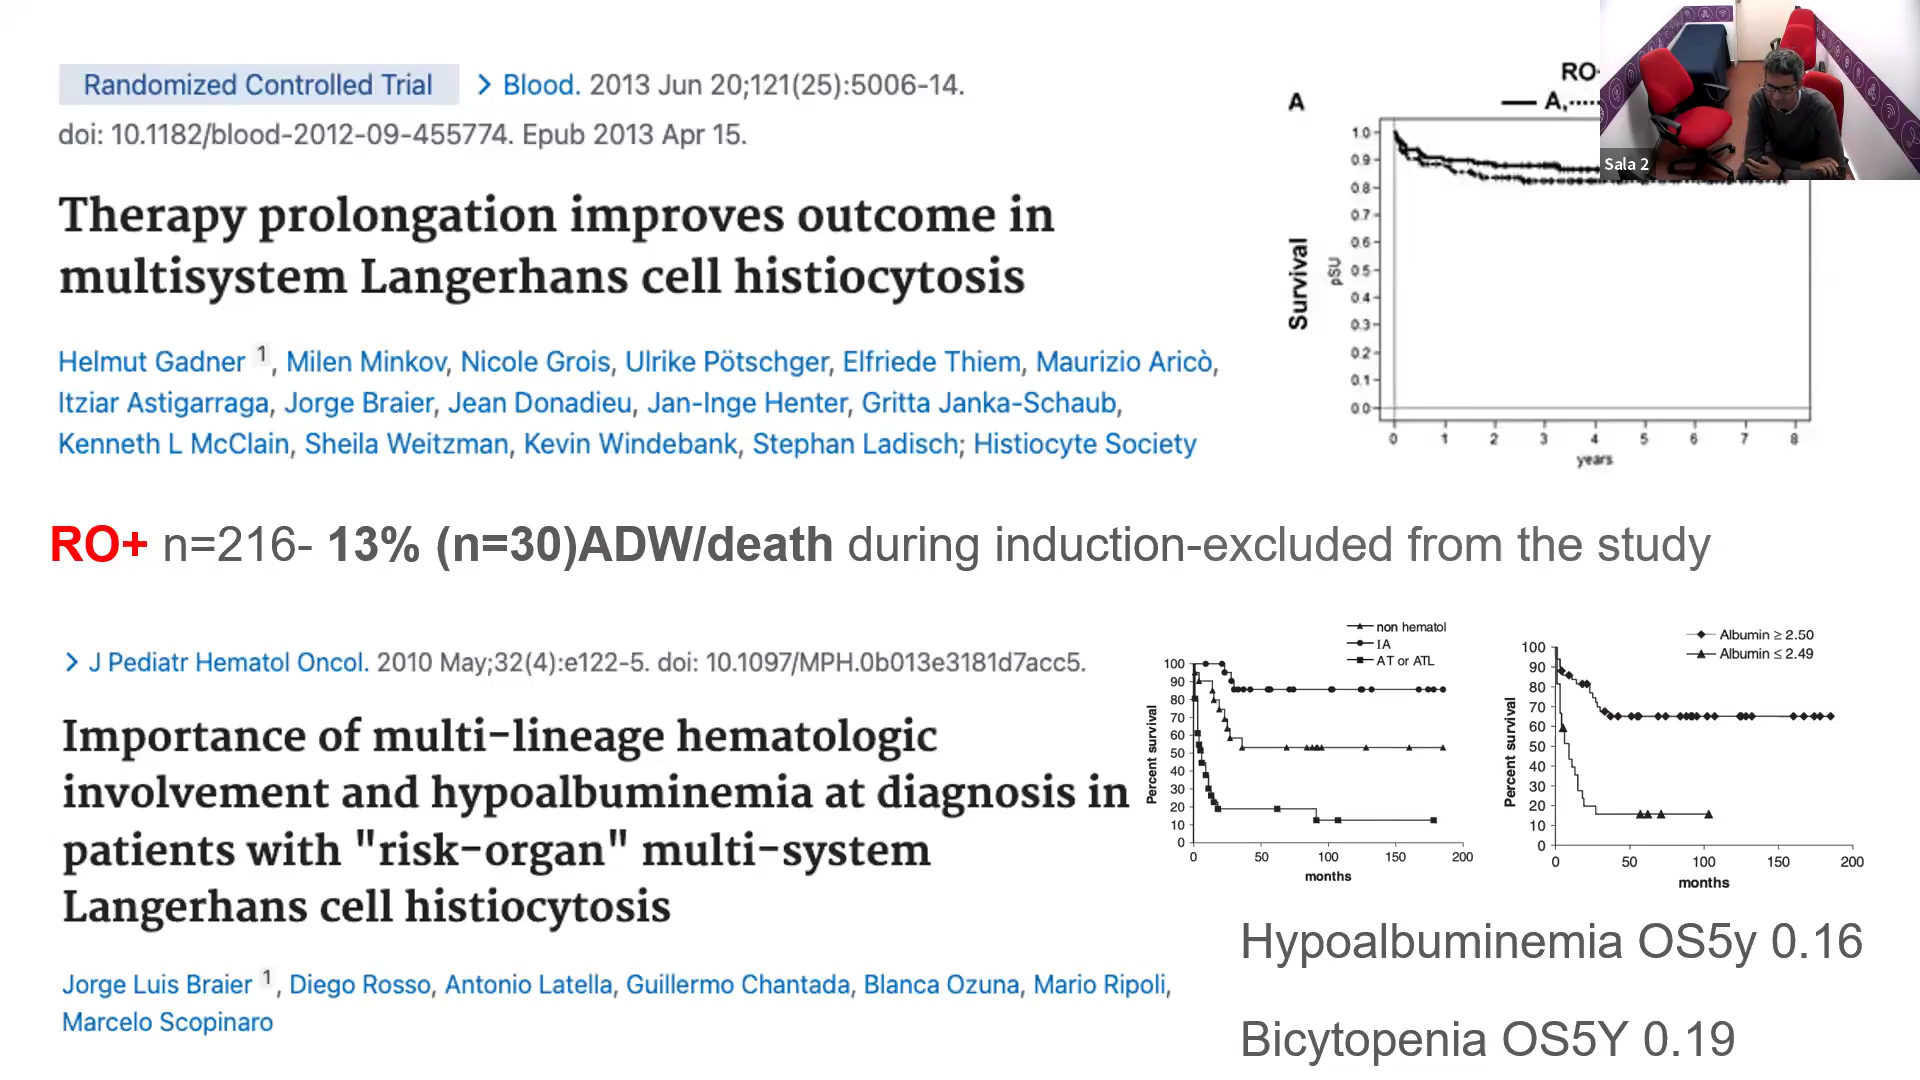 Randomized Controlled Trial > Blood. 2013 Jun 20;121(25):5006-14.
doi: 10.1182/blood-2012-09-455774. Epub 2013 Apr 15.
Therapy prolongation improves outcome in
multisystem Langerhans cell histiocytosis
Helmut Gadner 1, Milen Minkov, Nicole Grois, Ulrike Pötschger, Elfriede Thiem, Maurizio Aricò,
Itziar Astigarraga, Jorge Braier, Jean Donadieu, Jan-Inge Henter, Gritta Janka-Schaub,
Kenneth L McClain, Sheila Weitzman, Kevin Windebank, Stephan Ladisch; Histiocyte Society
A
RO-
A,
Survival
pSU
1.0
0.9
0.8
0.7
0.6
0.5
0.4
0.3
0.2
0.1
0.0
0 1 2 3 4 5 6 7 8
years
Sala 2
RO+ n=216- 13% (n=30)ADW/death during induction-excluded from the study
> J Pediatr Hematol Oncol. 2010 May;32(4):e122-5. doi: 10.1097/MPH.0b013e3181d7acc5.
Importance of multi-lineage hematologic
involvement and hypoalbuminemia at diagnosis in
patients with "risk-organ" multi-system
Langerhans cell histiocytosis
Jorge Luis Braier 1, Diego Rosso, Antonio Latella, Guillermo Chantada, Blanca Ozuna, Mario Ripoli,
Marcelo Scopinaro
non hematol
IA
AT or ATL
Percent survival
100
90
80
70
60
50
40
30
20
10
0
0 50 100 150 200
months
Albumin ≥ 2.50
Albumin ≤ 2.49
Percent survival
100
90
80
70
60
50
40
30
20
10
0
0 50 100 150 200
months
Hypoalbuminemia OS5y 0.16
Bicytopenia OS5Y 0.19